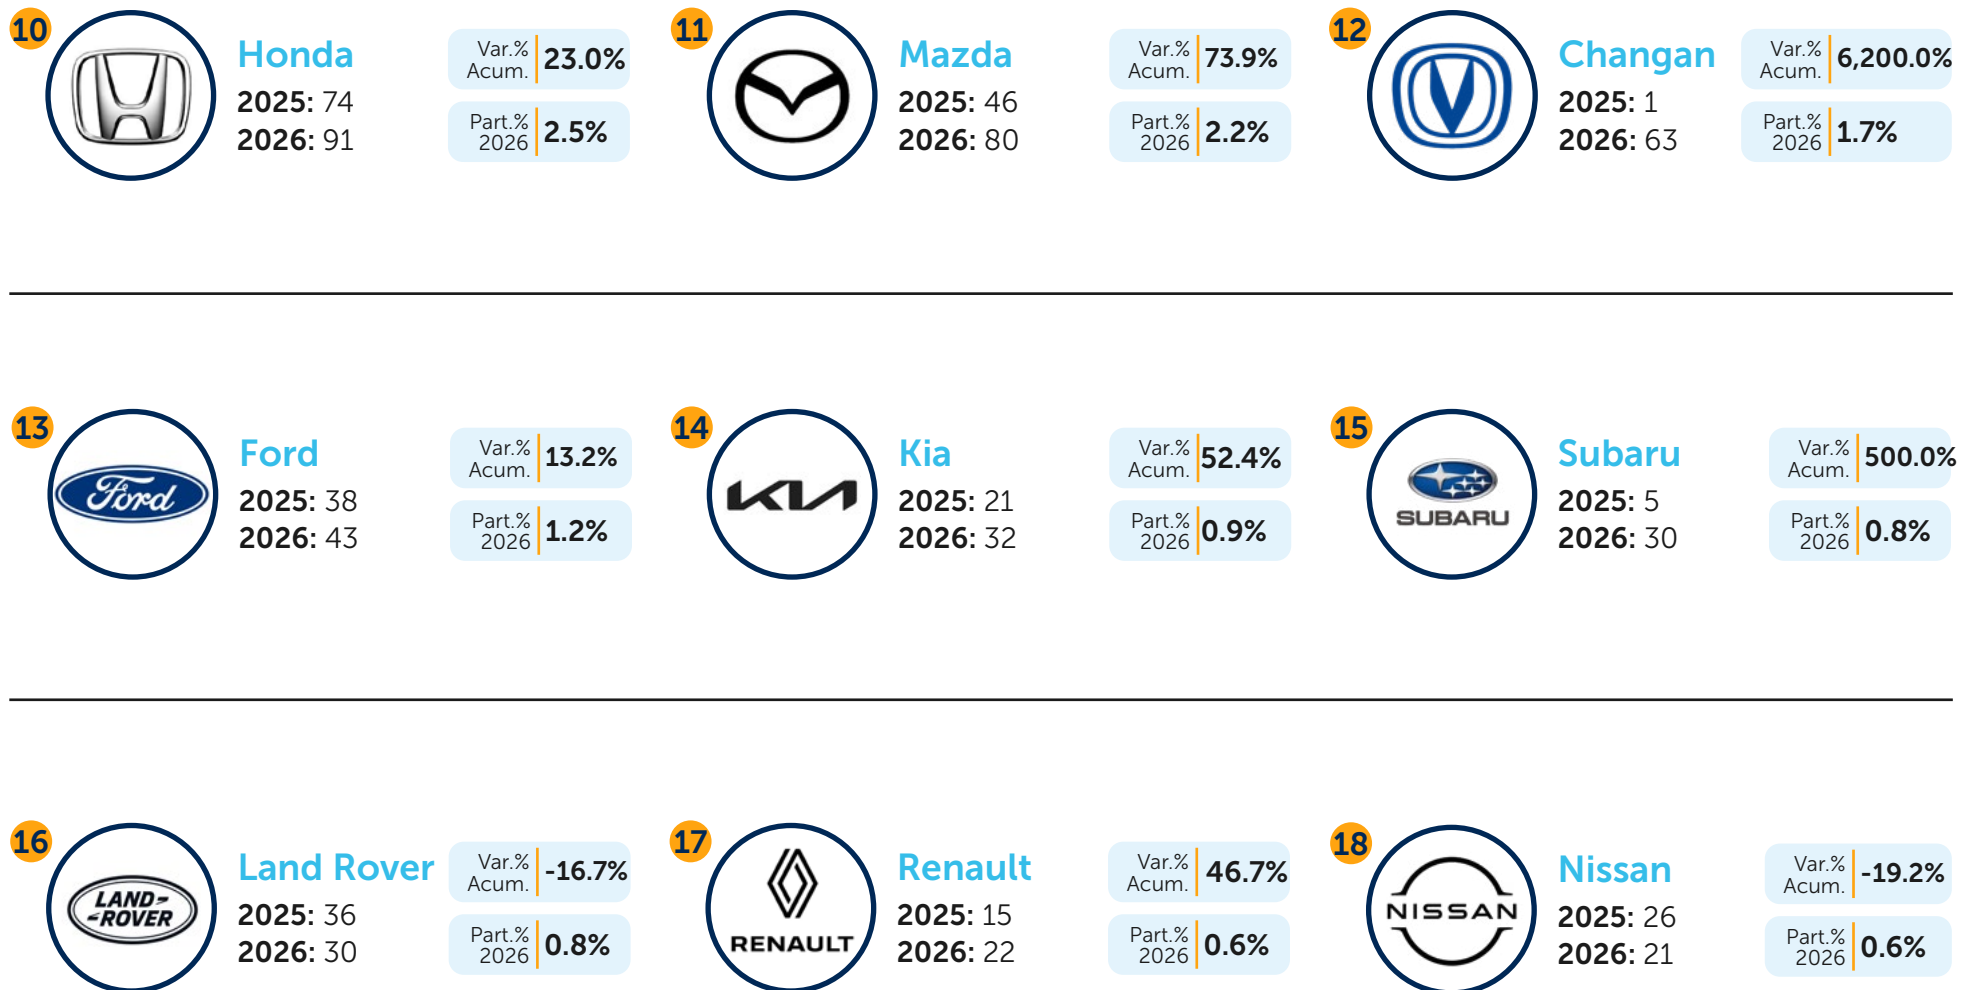 10
Honda
2025: 74
2026: 91
Var.%
Acum.
23.0%
Part.%
2026
2.5%
11
Mazda
2025: 46
2026: 80
Var.%
Acum.
73.9%
Part.%
2026
2.2%
12
Changan
2025: 1
2026: 63
Var.%
Acum.
6,200.0%
Part.%
2026
1.7%
13
Ford
Ford
2025: 38
2026: 43
Var.%
Acum.
13.2%
Part.%
2026
1.2%
14
KIA
Kia
2025: 21
2026: 32
Var.%
Acum.
52.4%
Part.%
2026
0.9%
15
SUBARU
Subaru
2025: 5
2026: 30
Var.%
Acum.
500.0%
Part.%
2026
0.8%
16
LAND-
-ROVER
Land Rover
2025: 36
2026: 30
Var.%
Acum.
-16.7%
Part.%
2026
0.8%
17
RENAULT
Renault
2025: 15
2026: 22
Var.%
Acum.
46.7%
Part.%
2026
0.6%
18
NISSAN
Nissan
2025: 26
2026: 21
Var.%
Acum.
-19.2%
Part.%
2026
0.6%